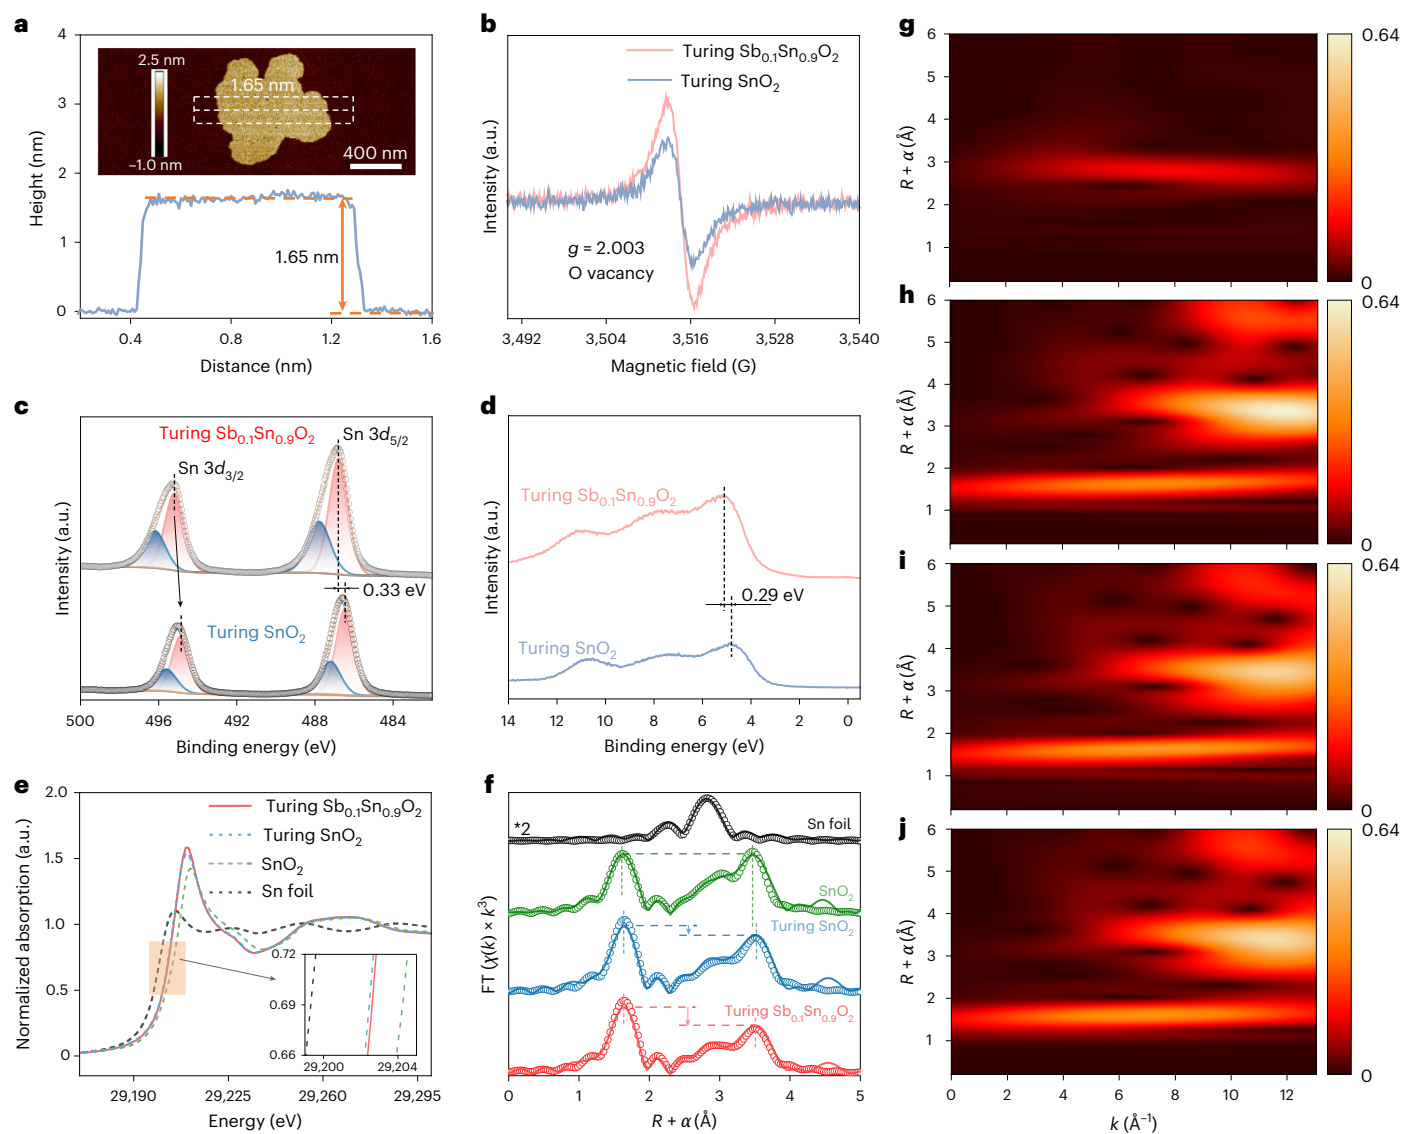 a
4
3
2
1
0
Height (nm)
2.5 nm
–1.0 nm
1.65 nm
400 nm
1.65 nm
0.4
0.8
1.2
1.6
Distance (nm)
b
Turing Sb0.1Sn0.9O2
Turing SnO2
Intensity (a.u.)
g = 2.003
O vacancy
3,492
3,504
3,516
3,528
3,540
Magnetic field (G)
c
Turing Sb0.1Sn0.9O2
Sn 3d5/2
Sn 3d3/2
0.33 eV
Turing SnO2
Intensity (a.u.)
500
496
492
488
484
Binding energy (eV)
d
Turing Sb0.1Sn0.9O2
0.29 eV
Turing SnO2
Intensity (a.u.)
14
12
10
8
6
4
2
0
Binding energy (eV)
e
2.0
1.5
1.0
0.5
0
Normalized absorption (a.u.)
Turing Sb0.1Sn0.9O2
Turing SnO2
SnO2
Sn foil
0.72
0.69
0.66
29,200
29,204
29,190
29,225
29,260
29,295
Energy (eV)
f
*2
Sn foil
SnO2
Turing SnO2
Turing Sb0.1Sn0.9O2
FT (χ(k) × k3)
0
1
2
3
4
5
R + α (Å)
g
6
5
4
3
2
1
R + α (Å)
0.64
0
h
6
5
4
3
2
1
R + α (Å)
0.64
0
i
6
5
4
3
2
1
R + α (Å)
0.64
0
j
6
5
4
3
2
1
R + α (Å)
0.64
0
0
2
4
6
8
10
12
k (Å–1)